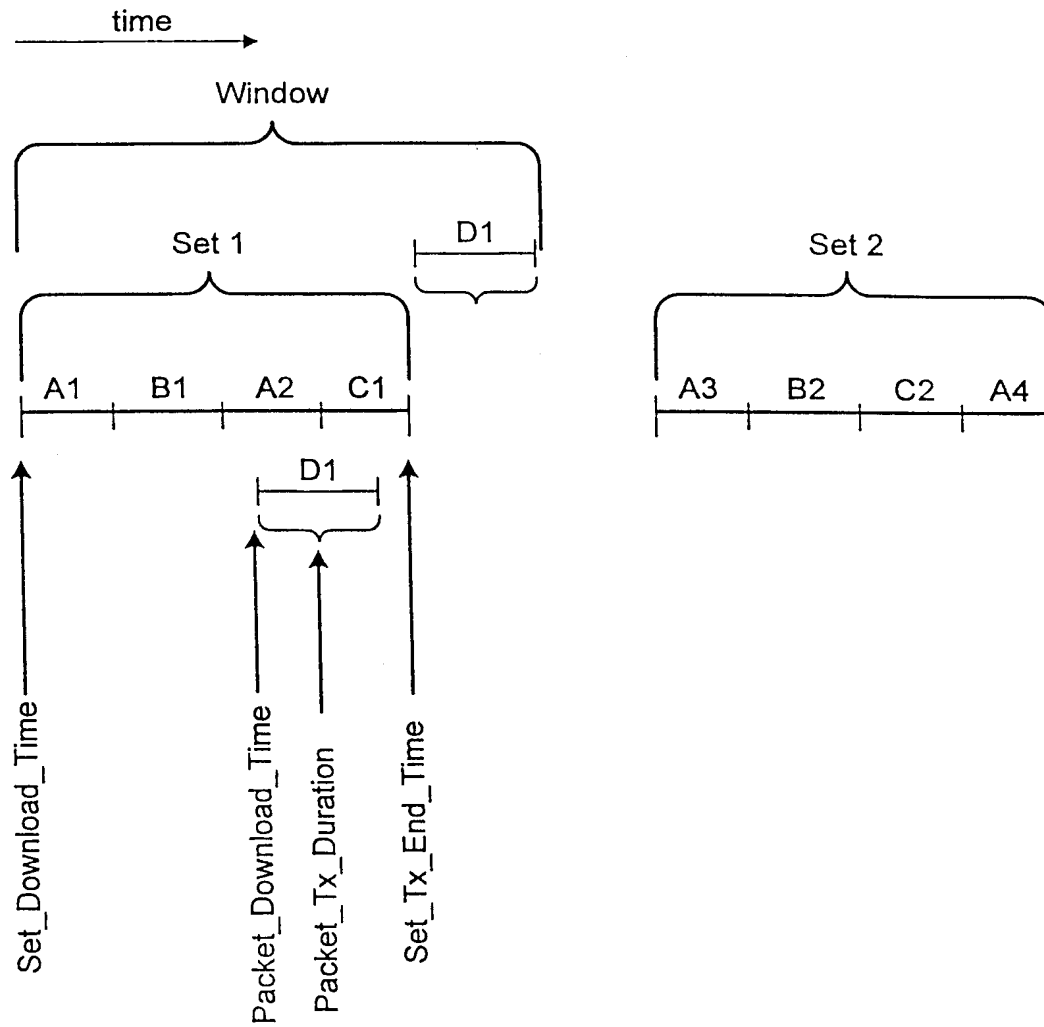 time
Window
D1
Set 1
Set 2
A1 B1 A2 C1
A3 B2 C2 A4
D1
Set_Download_Time
Packet_Download_Time
Packet_Tx_Duration
Set_Tx_End_Time